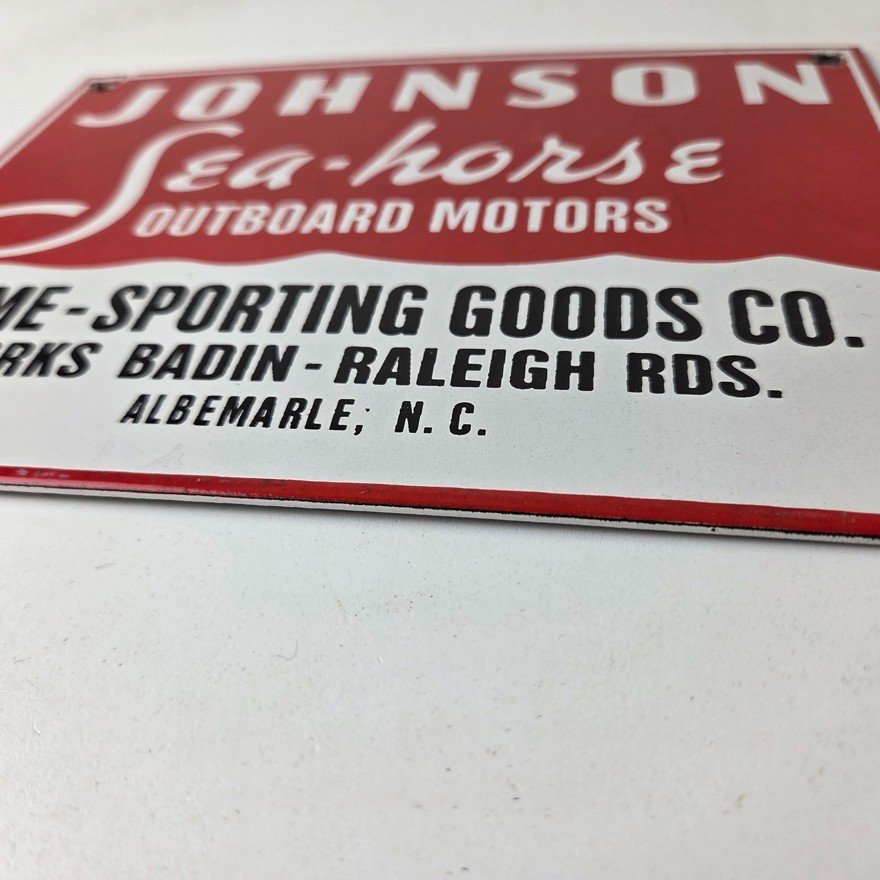 JOHNSON
Sea-horse
OUTBOARD MOTORS
ME-SPORTING GOODS CO.
RKS BADIN-RALEIGH RDS.
ALBEMARLE, N. C.